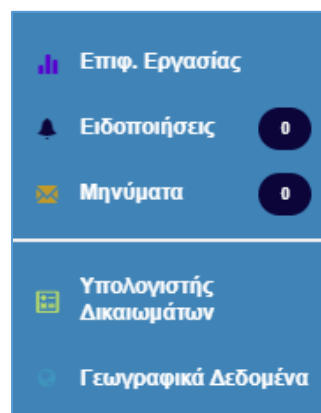 Επιφ. Εργασίας
Ειδοποιήσεις 0
Μηνύματα 0
Υπολογιστής
Δικαιωμάτων
Γεωγραφικά Δεδομένα